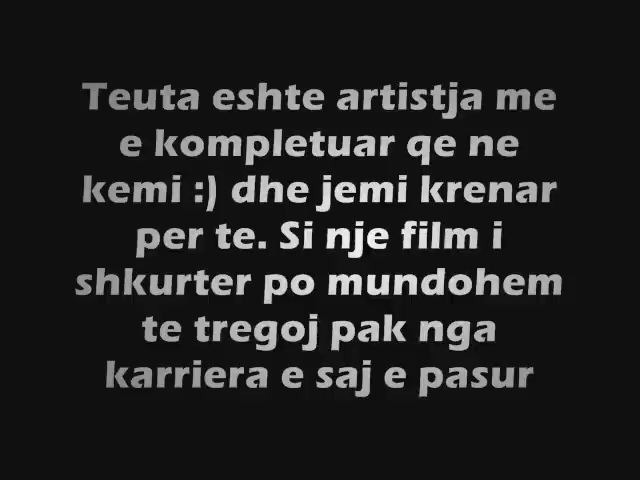 Teuta eshte artistja me
e kompletuar qe ne
kemi :) dhe jemi krenar
per te. Si nje film i
shkurter po mundohem
te tregoj pak nga
karriera e saj e pasur